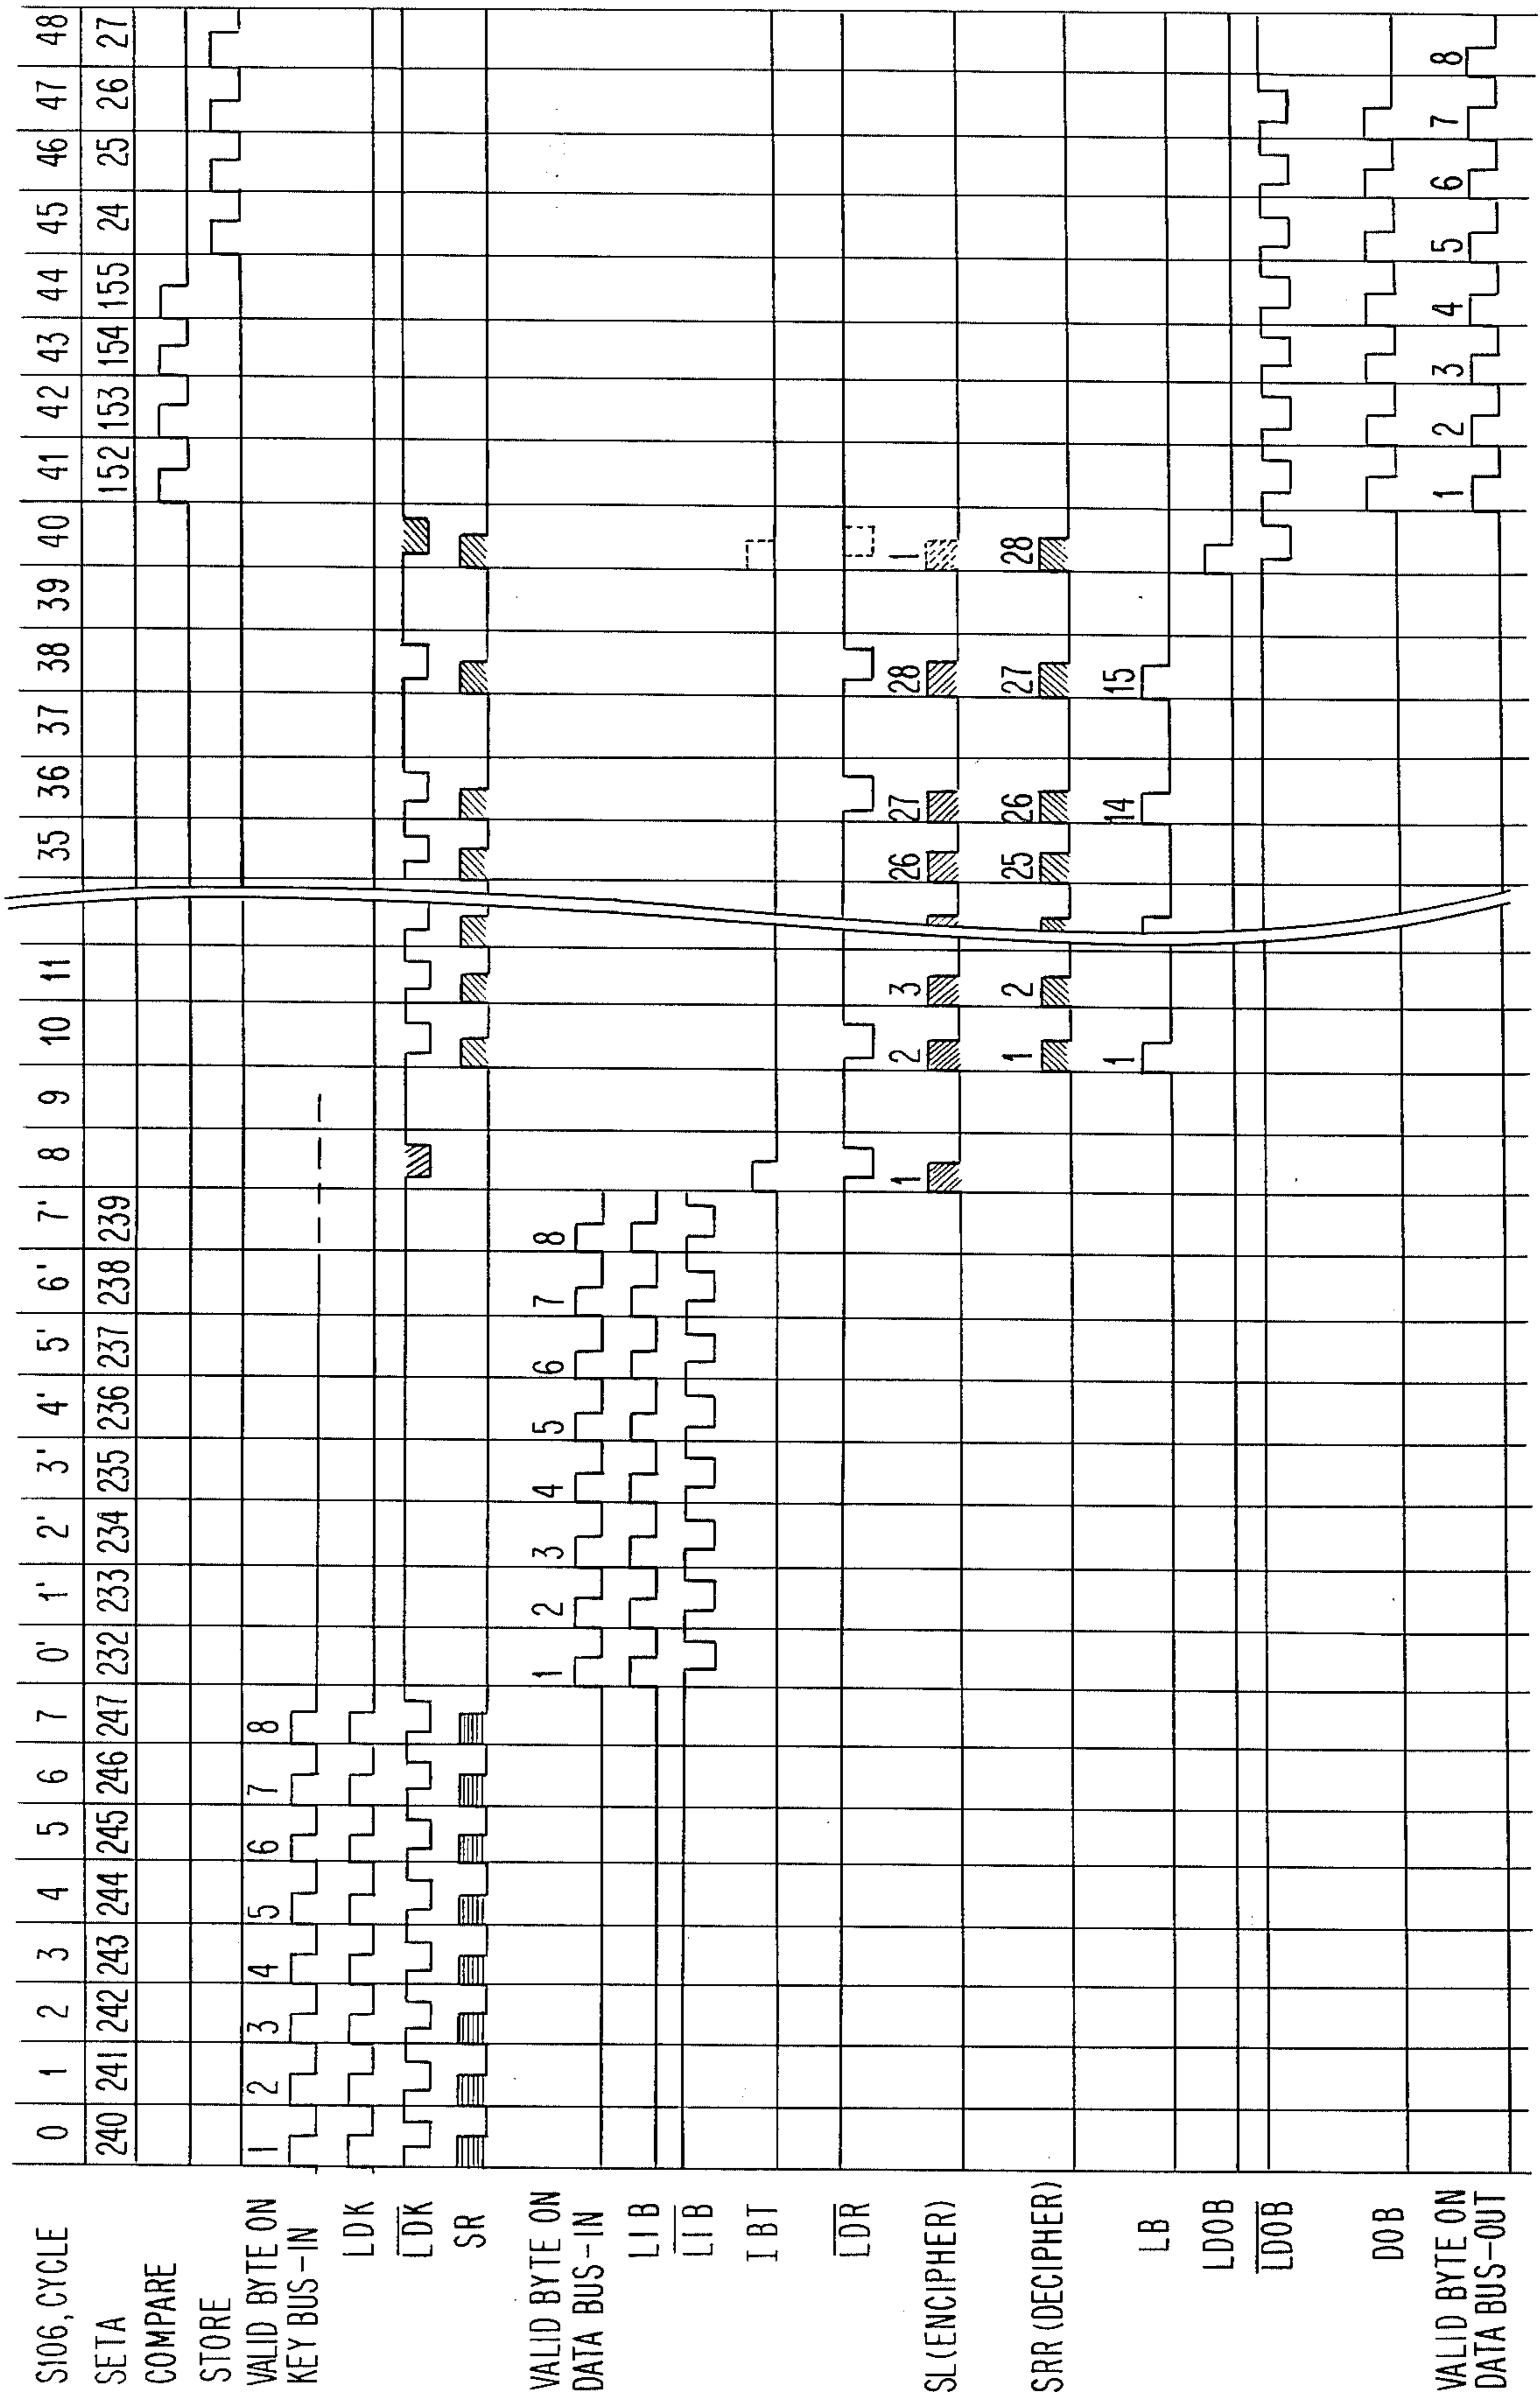 S106, CYCLE 0 1 2 3 4 5 6 7 0' 1' 2' 3' 4' 5' 6' 7' 8 9 10 11 35 36 37 38 39 40 41 42 43 44 45 46 47 48
SETA 240 241 242 243 244 245 246 247 232 233 234 235 236 237 238 239 152 153 154 155 24 25 26 27
COMPARE
STORE
VALID BYTE ON
KEY BUS-IN 1 2 3 4 5 6 7 8
LDK
L̅D̅K̅
SR
VALID BYTE ON
DATA BUS-IN 1 2 3 4 5 6 7 8
LIB
L̅I̅B̅
IBT
L̅D̅R̅
SL(ENCIPHER) 1 2 3 26 27 28 1
SRR (DECIPHER) 1 2 25 26 27 28
LB 1 14 15
LDOB
L̅D̅O̅B̅
DOB
VALID BYTE ON
DATA BUS-OUT 1 2 3 4 5 6 7 8